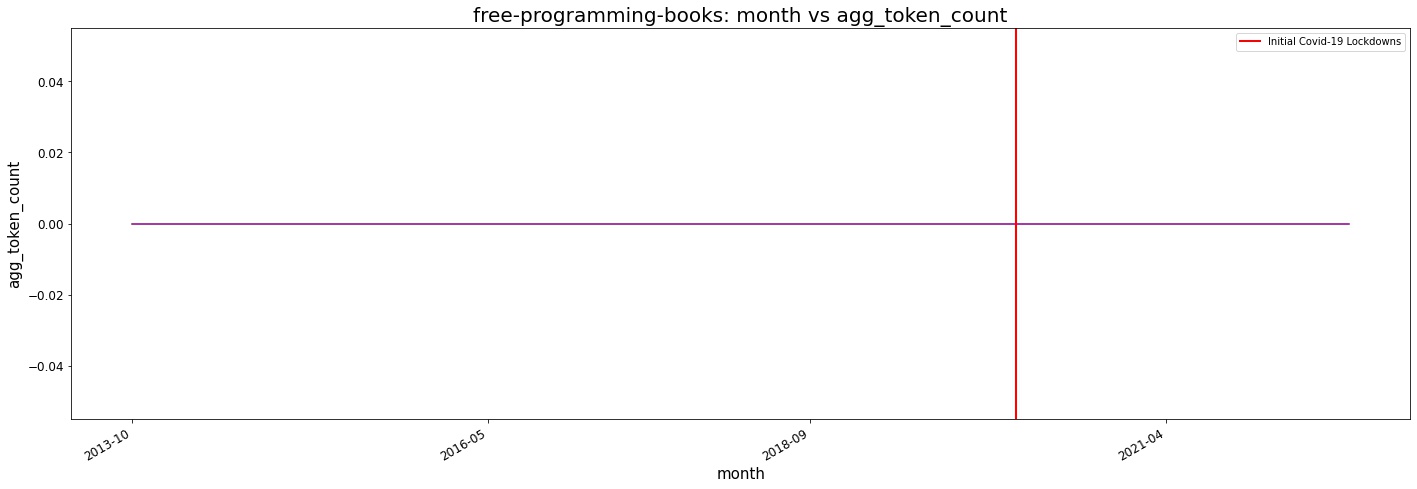 free-programming-books: month vs agg_token_count
Initial Covid-19 Lockdowns
0.04
0.02
0.00
−0.02
−0.04
agg_token_count
2013-10
2016-05
2018-09
2021-04
month